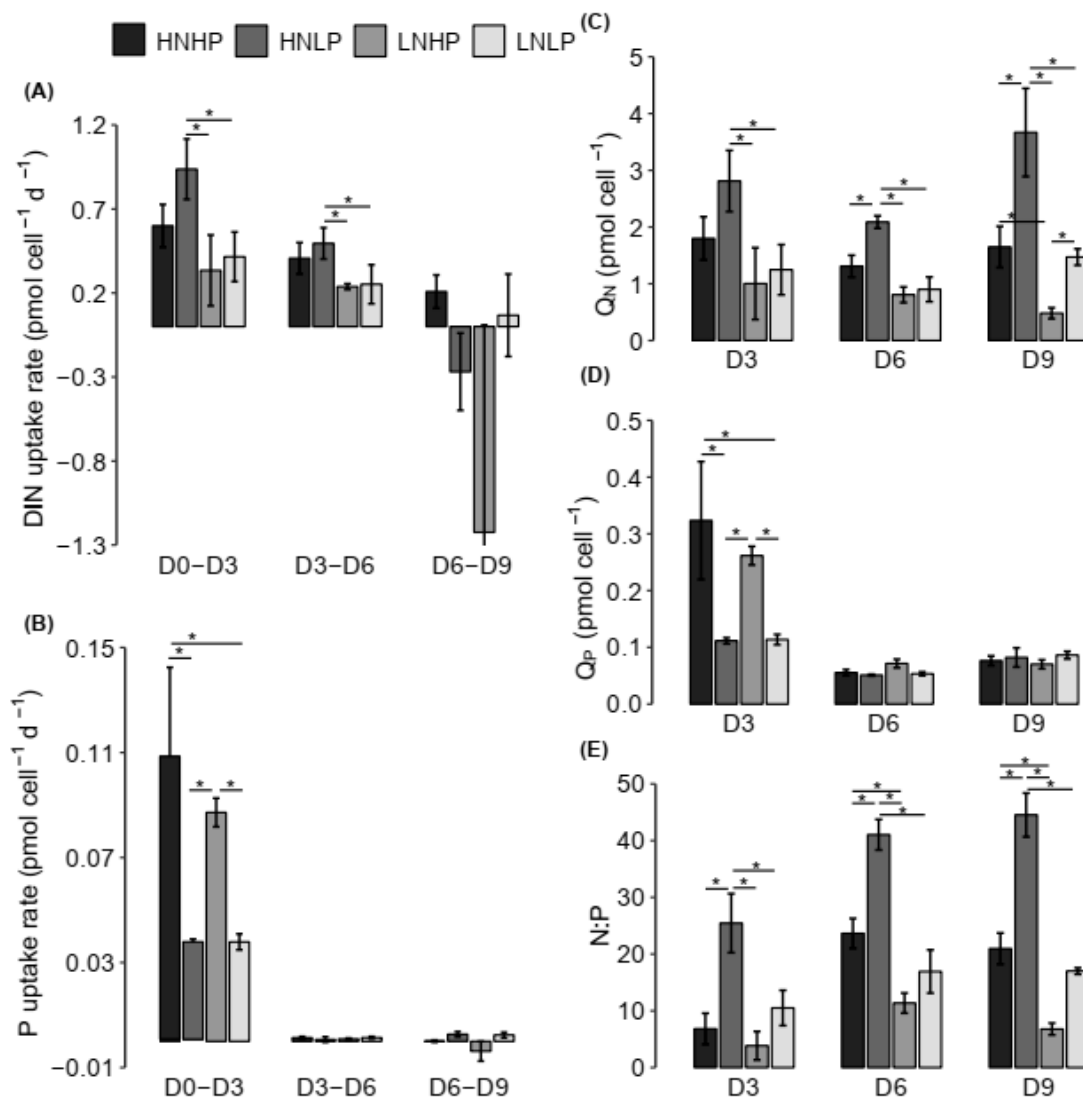 HNHP HNLP LNHP LNLP
(A)
DIN uptake rate (pmol cell⁻¹ d⁻¹)
1.2
0.7
0.2
−0.3
−0.8
−1.3
* * * *
D0−D3 D3−D6 D6−D9
(B)
P uptake rate (pmol cell⁻¹ d⁻¹)
0.15
0.11
0.07
0.03
−0.01
* * * *
D0−D3 D3−D6 D6−D9
(C)
Q_N (pmol cell⁻¹)
5
4
3
2
1
0
* * * * * * * * * *
D3 D6 D9
(D)
Q_P (pmol cell⁻¹)
0.5
0.4
0.3
0.2
0.1
0.0
* * * *
D3 D6 D9
(E)
N:P
50
40
30
20
10
0
* * * * * * * * * * *
D3 D6 D9